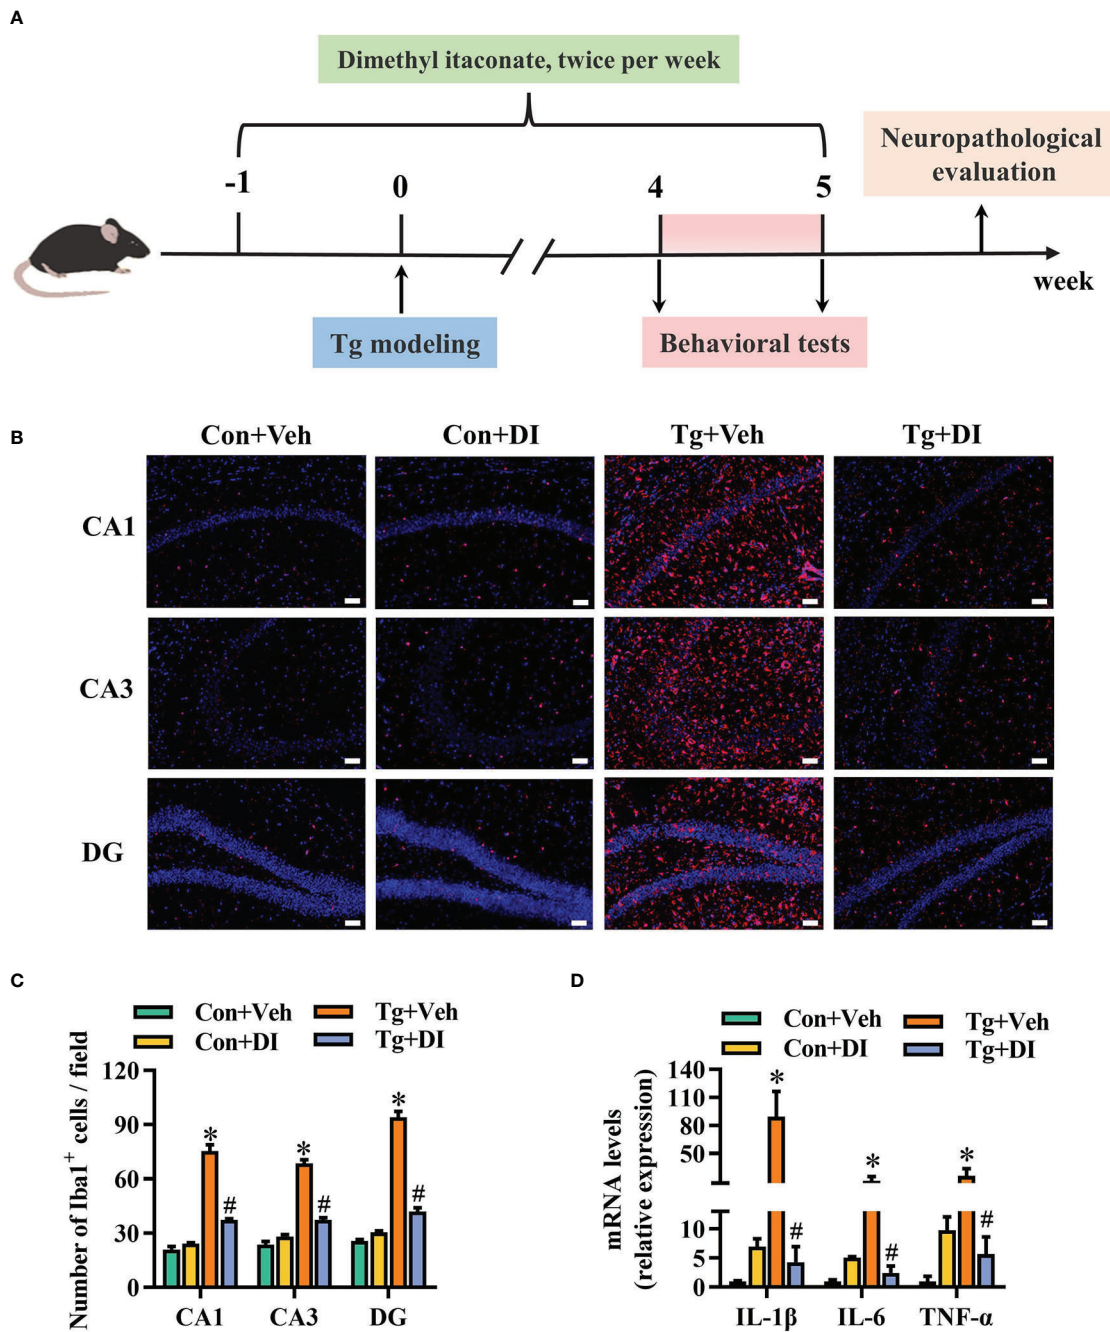 A
Dimethyl itaconate, twice per week
Neuropathological
evaluation
-1
0
4
5
week
Tg modeling
Behavioral tests
B
Con+Veh
Con+DI
Tg+Veh
Tg+DI
CA1
CA3
DG
C
Con+Veh
Tg+Veh
Con+DI
Tg+DI
Number of Iba1⁺ cells / field
120
90
60
30
0
*
#
*
#
*
#
CA1
CA3
DG
D
Con+Veh
Tg+Veh
Con+DI
Tg+DI
mRNA levels
(relative expression)
140
110
80
50
10
5
0
*
#
*
#
*
#
IL-1β
IL-6
TNF-α